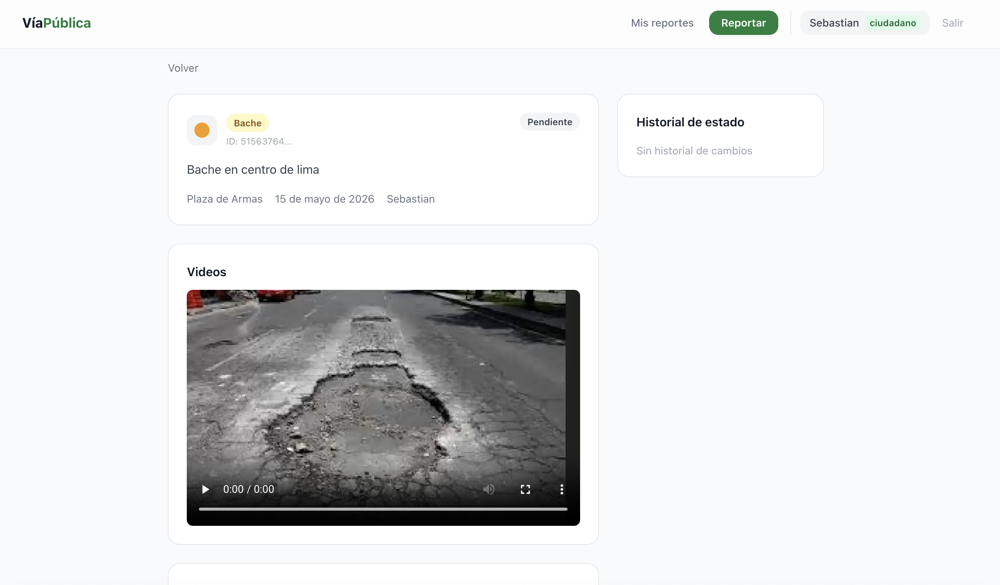 VíaPública
Mis reportes
Reportar
Sebastian ciudadano
Salir
Volver
Bache
ID: 51563764...
Pendiente
Bache en centro de lima
Plaza de Armas 15 de mayo de 2026 Sebastian
Historial de estado
Sin historial de cambios
Videos
0:00 / 0:00